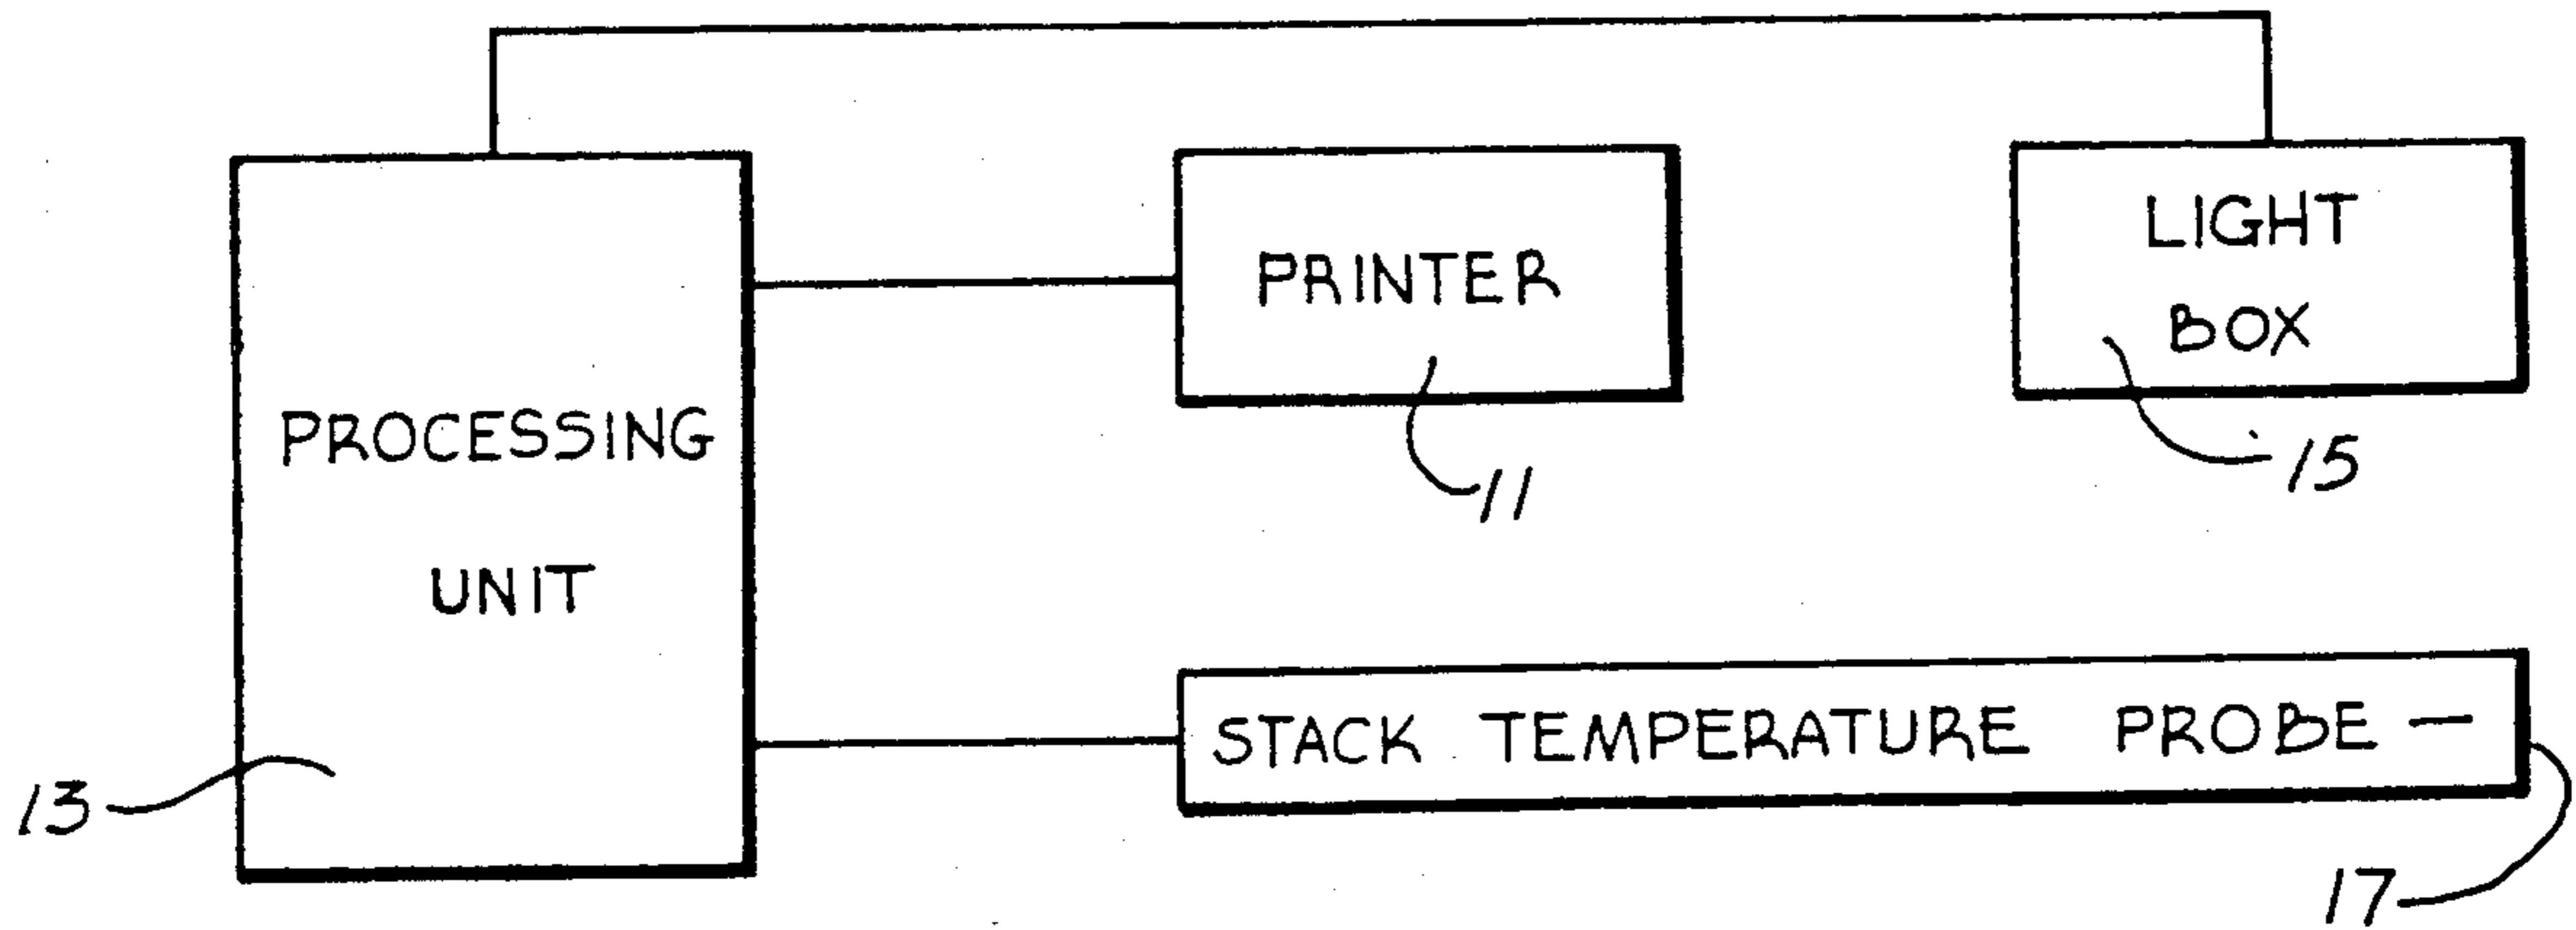 PROCESSING
UNIT
13
PRINTER
11
LIGHT
BOX
15
STACK TEMPERATURE PROBE —
17